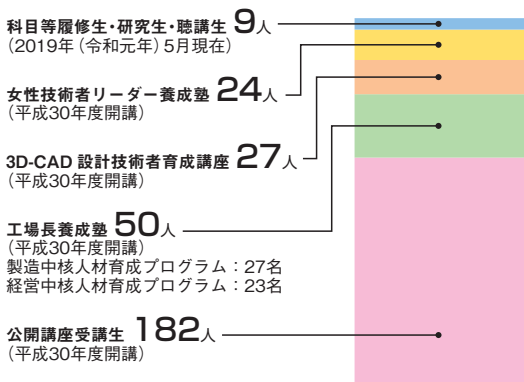 科目等履修生・研究生・聴講生 9人
(2019年(令和元年)5月現在)
女性技術者リーダー養成塾 24人
(平成30年度開講)
3D-CAD 設計技術者育成講座 27人
(平成30年度開講)
工場長養成塾 50人
(平成30年度開講)
製造中核人材育成プログラム：27名
経営中核人材育成プログラム：23名
公開講座受講生 182人
(平成30年度開講)